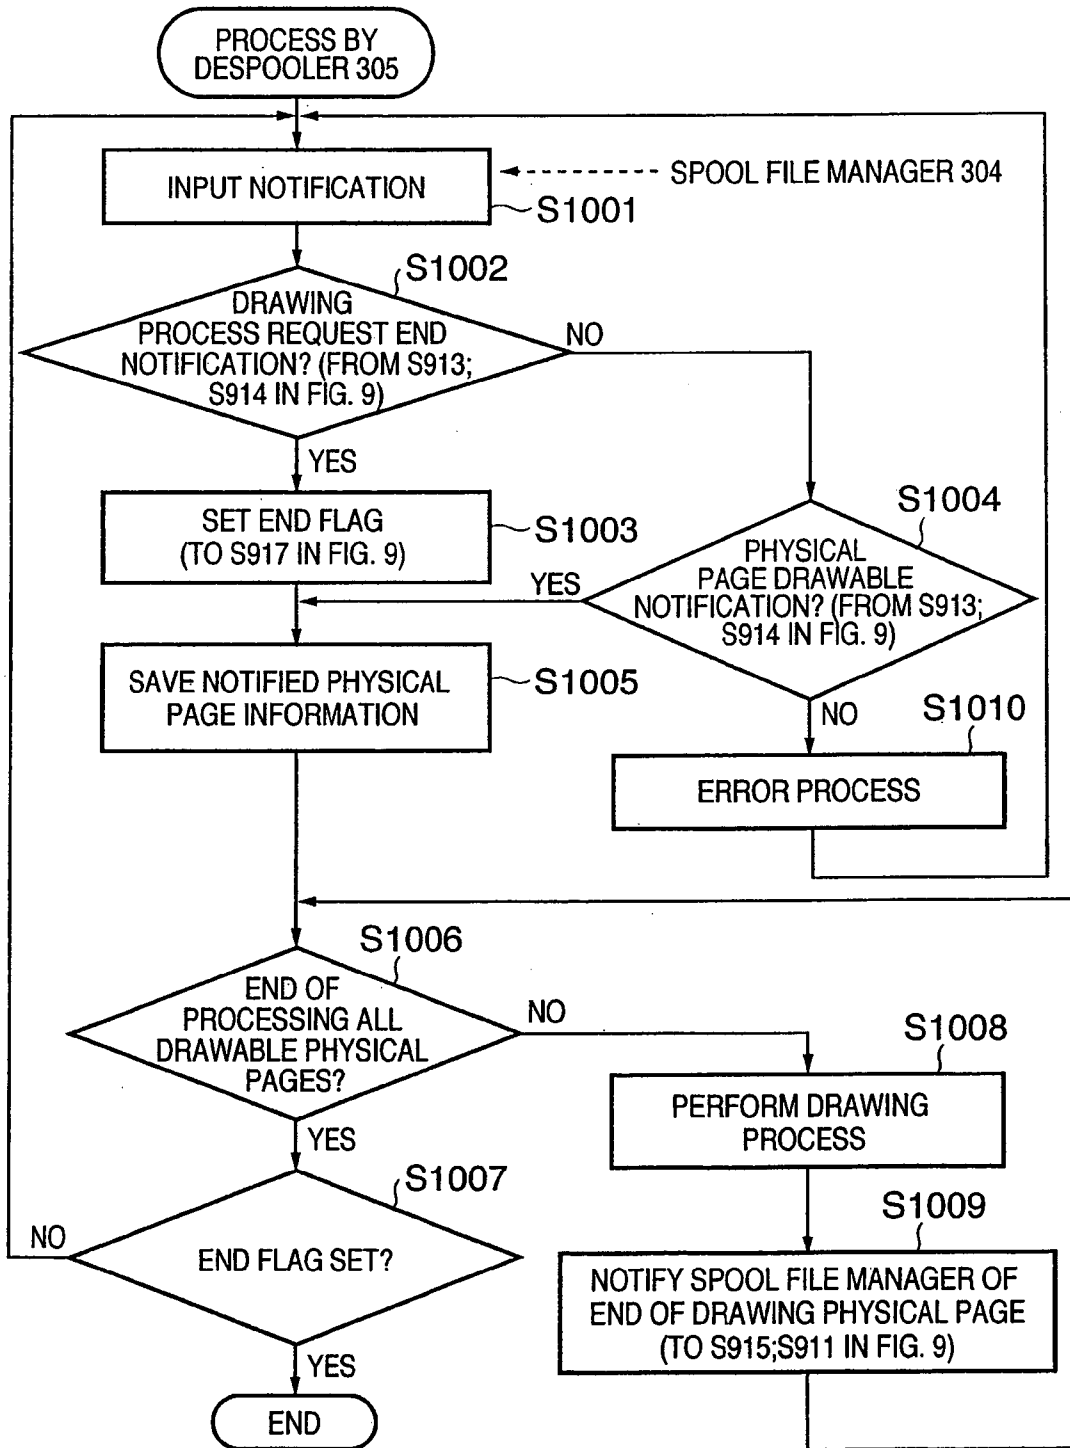 PROCESS BY
DESPOOLER 305
INPUT NOTIFICATION
SPOOL FILE MANAGER 304
S1001
S1002
DRAWING
PROCESS REQUEST END
NOTIFICATION? (FROM S913;
S914 IN FIG. 9)
NO
YES
SET END FLAG
(TO S917 IN FIG. 9)
S1003
S1004
PHYSICAL
PAGE DRAWABLE
NOTIFICATION? (FROM S913;
S914 IN FIG. 9)
YES
NO
SAVE NOTIFIED PHYSICAL
PAGE INFORMATION
S1005
S1010
ERROR PROCESS
S1006
END OF
PROCESSING ALL
DRAWABLE PHYSICAL
PAGES?
NO
YES
S1008
PERFORM DRAWING
PROCESS
S1007
END FLAG SET?
NO
YES
S1009
NOTIFY SPOOL FILE MANAGER OF
END OF DRAWING PHYSICAL PAGE
(TO S915;S911 IN FIG. 9)
END